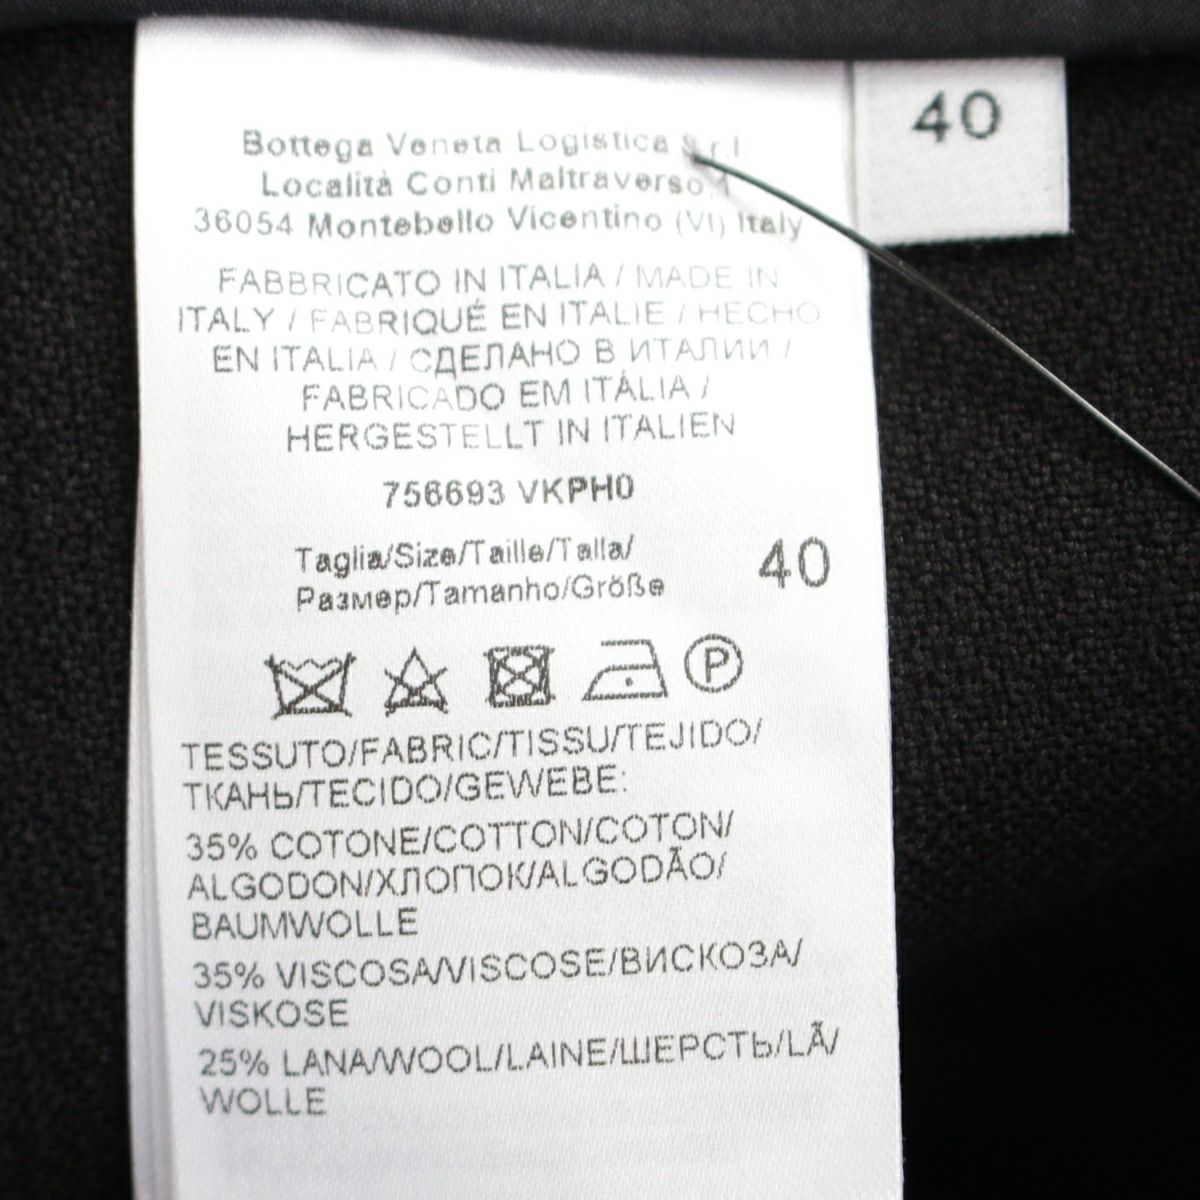 Bottega Veneta Logistica S.r.l.
Località Conti Maltraverso, 1
36054 Montebello Vicentino (VI) Italy
40
FABBRICATO IN ITALIA / MADE IN
ITALY / FABRIQUÉ EN ITALIE / HECHO
EN ITALIA / СДЕЛАНО В ИТАЛИИ /
FABRICADO EM ITÁLIA /
HERGESTELLT IN ITALIEN
756693 VKPH0
Taglia/Size/Taille/Talla/
Размер/Tamanho/Größe
40
P
TESSUTO/FABRIC/TISSU/TEJIDO/
ТКАНЬ/TECIDO/GEWEBE:
35% COTONE/COTTON/COTON/
ALGODON/ХЛОПОК/ALGODÃO/
BAUMWOLLE
35% VISCOSA/VISCOSE/ВИСКОЗА/
VISKOSE
25% LANA/WOOL/LAINE/ШЕРСТЬ/LÃ/
WOLLE